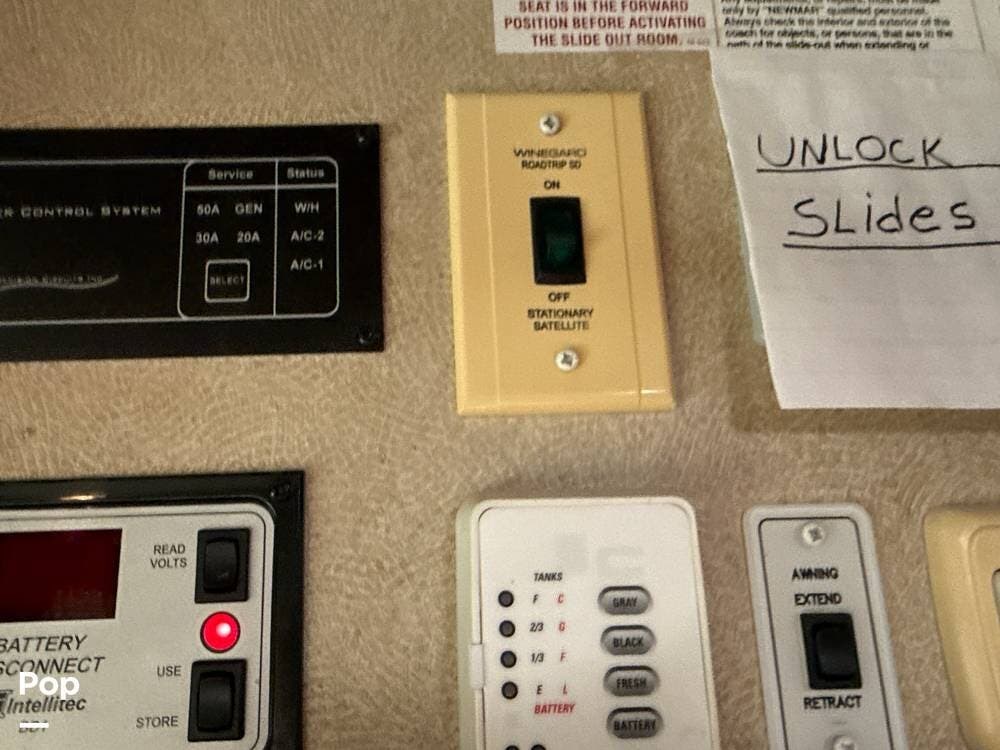 SEAT IS IN THE FORWARD
POSITION BEFORE ACTIVATING
THE SLIDE OUT ROOM.
only by "NEWMAR" qualified personnel.
Always check the interior and exterior of the
coach for objects, or persons, that are in the
path of the slide-out when extending or
UNLOCK
SLides
WINEGARD
ROADTRIP SD
ON
OFF
STATIONARY
SATELLITE
ER CONTROL SYSTEM
Service
Status
50A GEN
W/H
30A 20A
A/C-2
SELECT
A/C-1
READ
VOLTS
BATTERY
SCONNECT
USE
Intellitec
STORE
Pop
TANKS
F C
2/3 G
1/3 F
E L
BATTERY
GRAY
BLACK
FRESH
BATTERY
AWNING
EXTEND
RETRACT